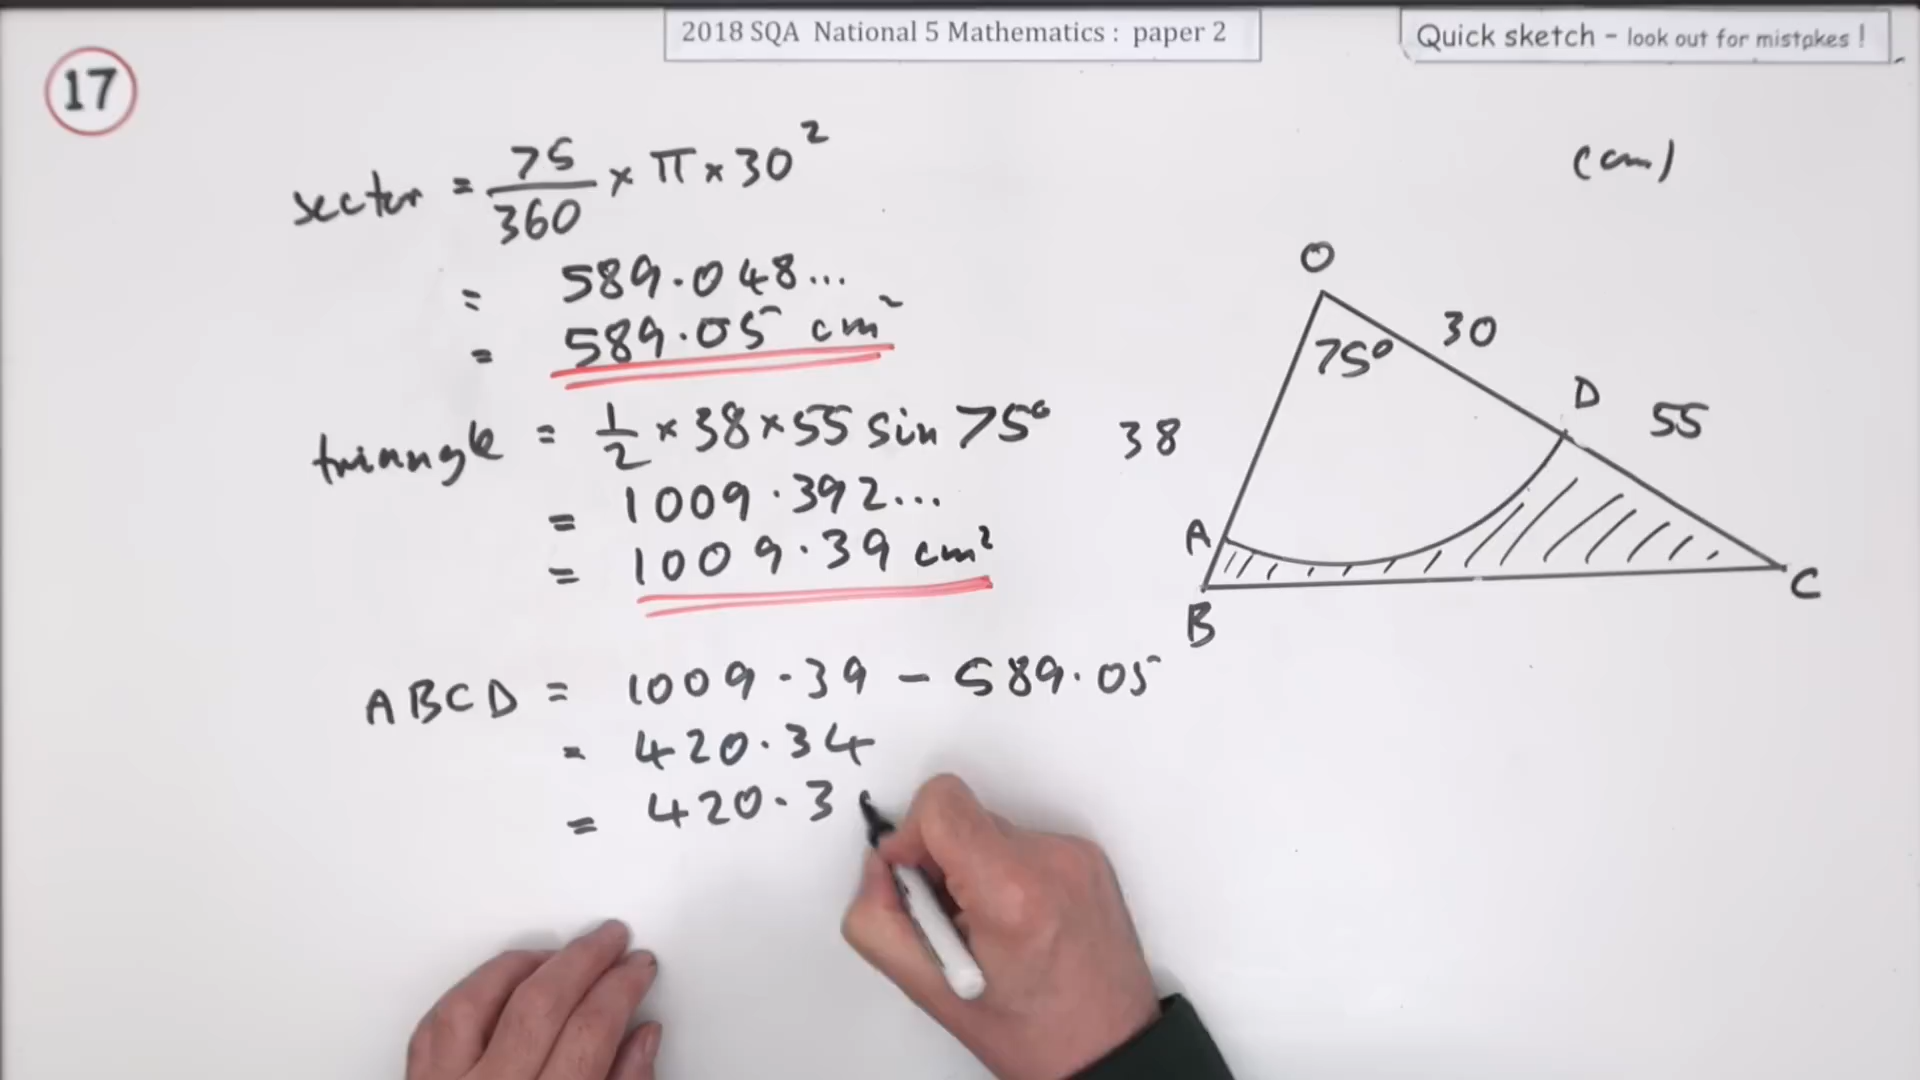 2018 SQA National 5 Mathematics : paper 2
Quick sketch – look out for mistakes !
17
sector = 75/360 × π × 30²
= 589.048...
= 589.05 cm²
triangle = 1/2 × 38 × 55 sin 75°
= 1009.392...
= 1009.39 cm²
ABCD = 1009.39 − 589.05
= 420.34
= 420.3
(cm)
O
75°
30
D
55
38
A
B
C